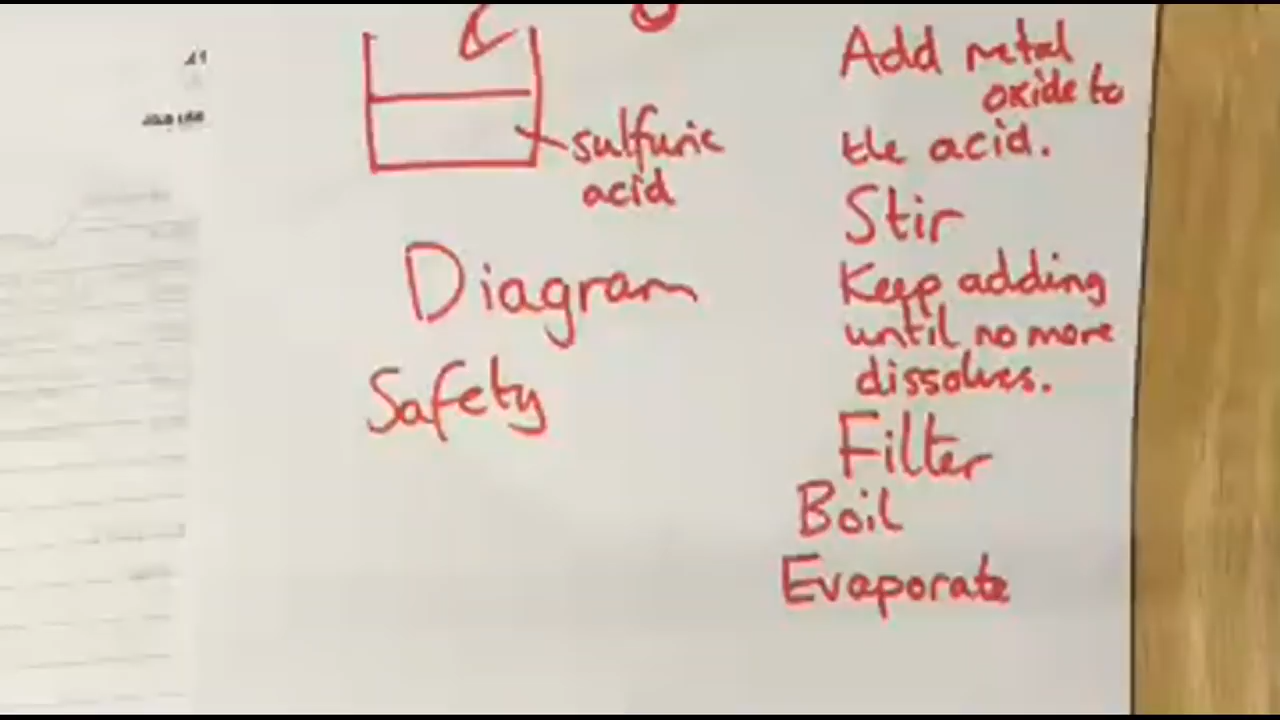 sulfuric
acid
Diagram
Safety
Add metal
oxide to
the acid.
Stir
Keep adding
until no more
dissolves.
Filter
Boil
Evaporate